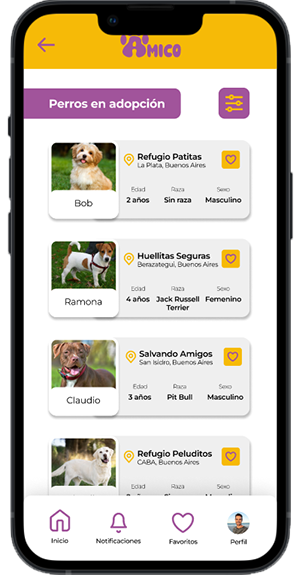 AMICO
Perros en adopción
Refugio Patitas
La Plata, Buenos Aires
Edad Raza Sexo
2 años Sin raza Masculino
Bob
Huellitas Seguras
Berazategui, Buenos Aires
Edad Raza Sexo
4 años Jack Russell Femenino
Terrier
Ramona
Salvando Amigos
San Isidro, Buenos Aires
Edad Raza Sexo
3 años Pit Bull Masculino
Claudio
Refugio Peluditos
CABA, Buenos Aires
Edad Raza Sexo
Inicio Notificaciones Favoritos Perfil